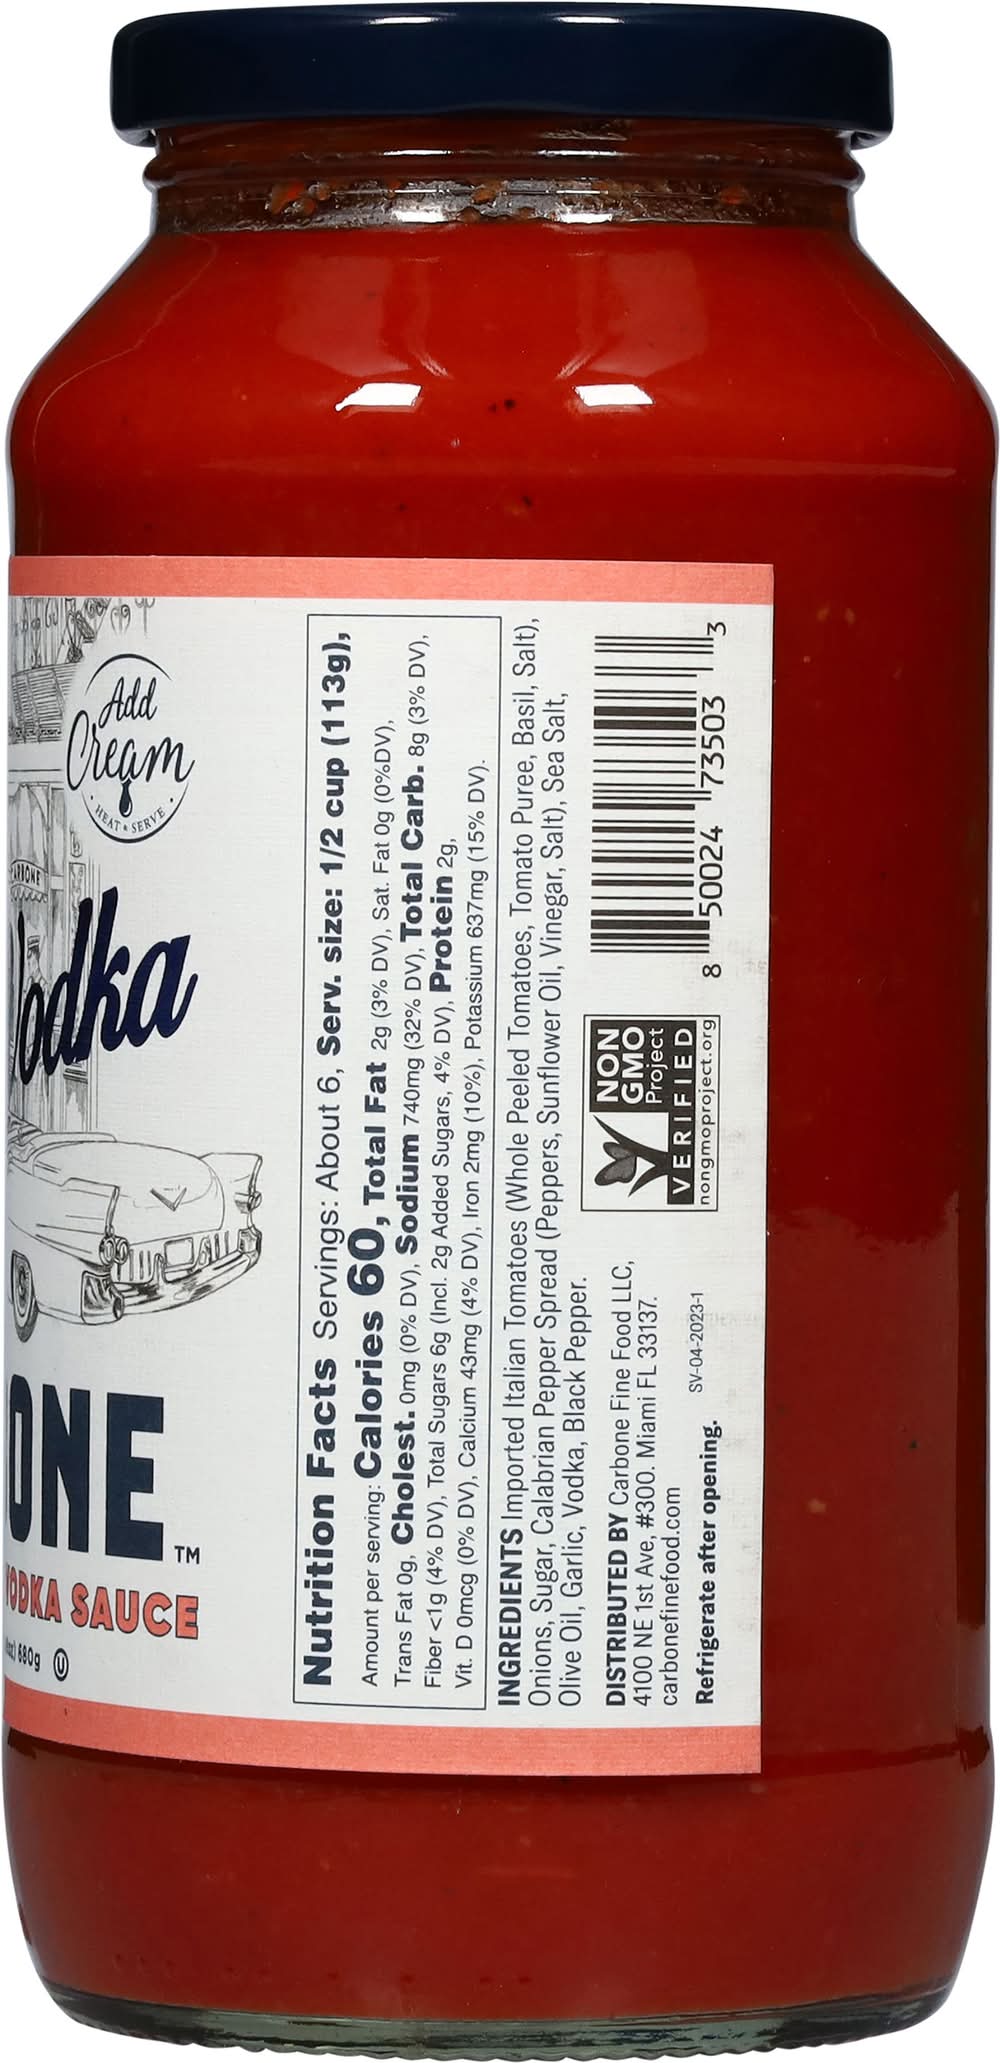 Add
Cream
HEAT • SERVE
CARBONE
Vodka
ONE
™
VODKA SAUCE
680g
U
Nutrition Facts Servings: About 6, Serv. size: 1/2 cup (113g),
Amount per serving: Calories 60, Total Fat 2g (3% DV), Sat. Fat 0g (0%DV),
Trans Fat 0g, Cholest. 0mg (0% DV), Sodium 740mg (32% DV), Total Carb. 8g (3% DV),
Fiber <1g (4% DV), Total Sugars 6g (Incl. 2g Added Sugars, 4% DV), Protein 2g,
Vit. D 0mcg (0% DV), Calcium 43mg (4% DV), Iron 2mg (10%), Potassium 637mg (15% DV).
INGREDIENTS Imported Italian Tomatoes (Whole Peeled Tomatoes, Tomato Puree, Basil, Salt),
Onions, Sugar, Calabrian Pepper Spread (Peppers, Sunflower Oil, Vinegar, Salt), Sea Salt,
Olive Oil, Garlic, Vodka, Black Pepper.
DISTRIBUTED BY Carbone Fine Food LLC,
4100 NE 1st Ave, #300. Miami FL 33137.
carbonefinefood.com
Refrigerate after opening.
SV-04-2023-1
NON
GMO
Project
VERIFIED
nongmoproject.org
8 50024 73503 3